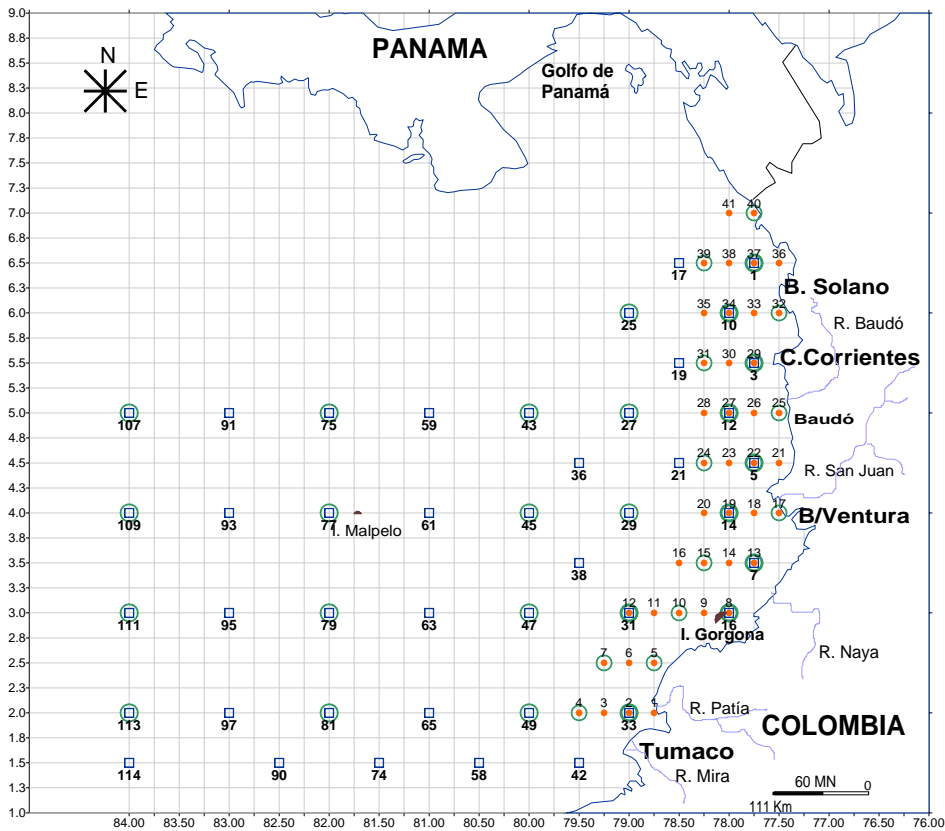 9.0
8.8
PANAMA
N
8.5
Golfo de
Panamá
E
8.3
8.0
7.8
7.5
7.3
41 40
7.0
6.8
39 38 37 36
6.5
17 1
B. Solano
6.3
35 34 33 32
6.0
25 10
R. Baudó
5.8
31 30 29
C.Corrientes
5.5
19 3
5.3
28 27 26 25
5.0
107 91 75 59 43 27 12
Baudó
4.8
24 23 22 21
4.5
36 21 5
R. San Juan
4.3
20 19 18 17
4.0
109 93 77 61 45 29 14
B/Ventura
I. Malpelo
3.8
16 15 14 13
3.5
38 7
3.3
12 11 10 9 8
3.0
111 95 79 63 47 31 16
I. Gorgona
2.8
7 6 5
R. Naya
2.5
2.3
4 3 2 1
R. Patía
2.0
113 97 81 65 49 33
COLOMBIA
1.8
Tumaco
1.5
114 90 74 58 42
R. Mira
60 MN 0
1.3
111 Km
1.0
84.00 83.50 83.00 82.50 82.00 81.50 81.00 80.50 80.00 79.50 79.00 78.50 78.00 77.50 77.00 76.50 76.00